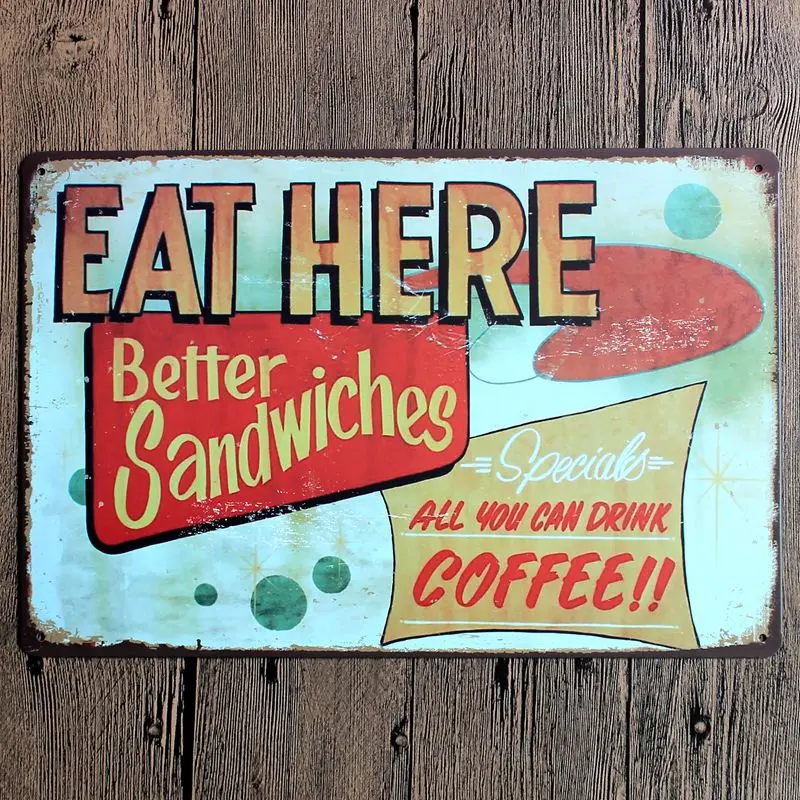 EAT HERE
Better
Sandwiches
Specials
ALL YOU CAN DRINK
COFFEE!!